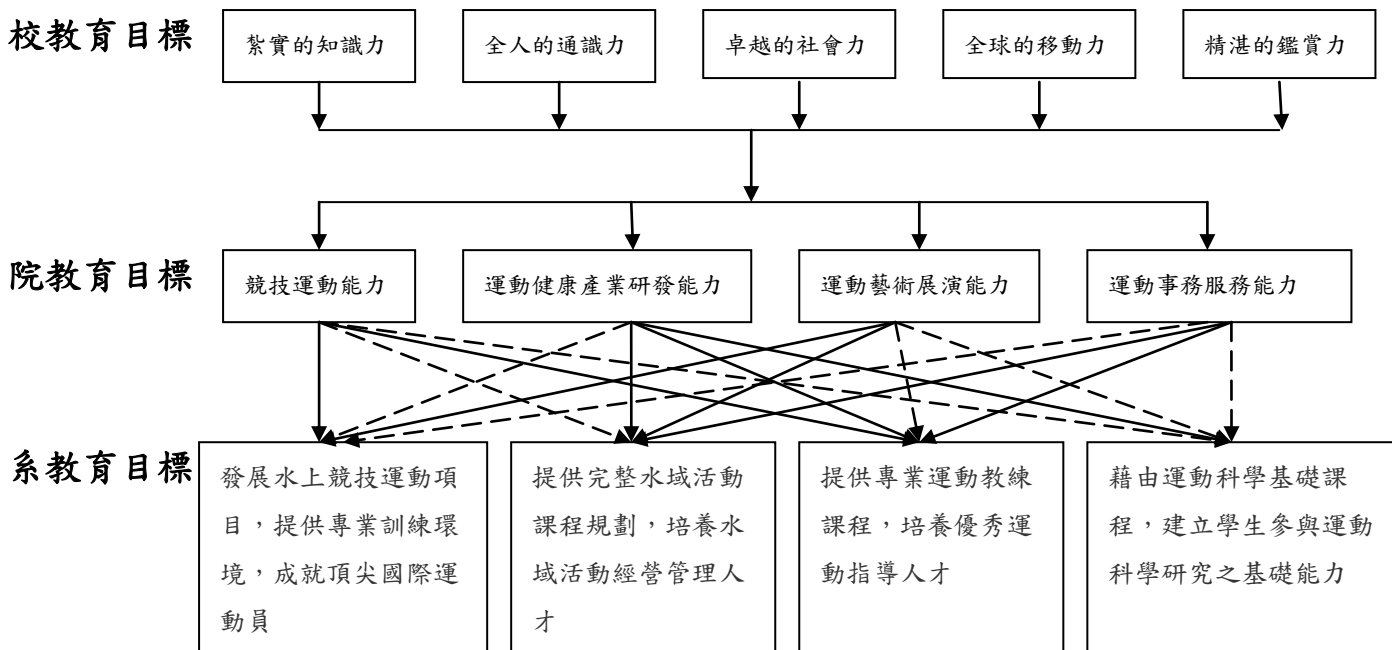 校教育目標
紮實的知識力
全人的通識力
卓越的社會力
全球的移動力
精湛的鑑賞力
院教育目標
競技運動能力
運動健康產業研發能力
運動藝術展演能力
運動事務服務能力
系教育目標
發展水上競技運動項
目，提供專業訓練環
境，成就頂尖國際運
動員
提供完整水域活動
課程規劃，培養水
域活動經營管理人
才
提供專業運動教練
課程，培養優秀運
動指導人才
藉由運動科學基礎課
程，建立學生參與運動
科學研究之基礎能力